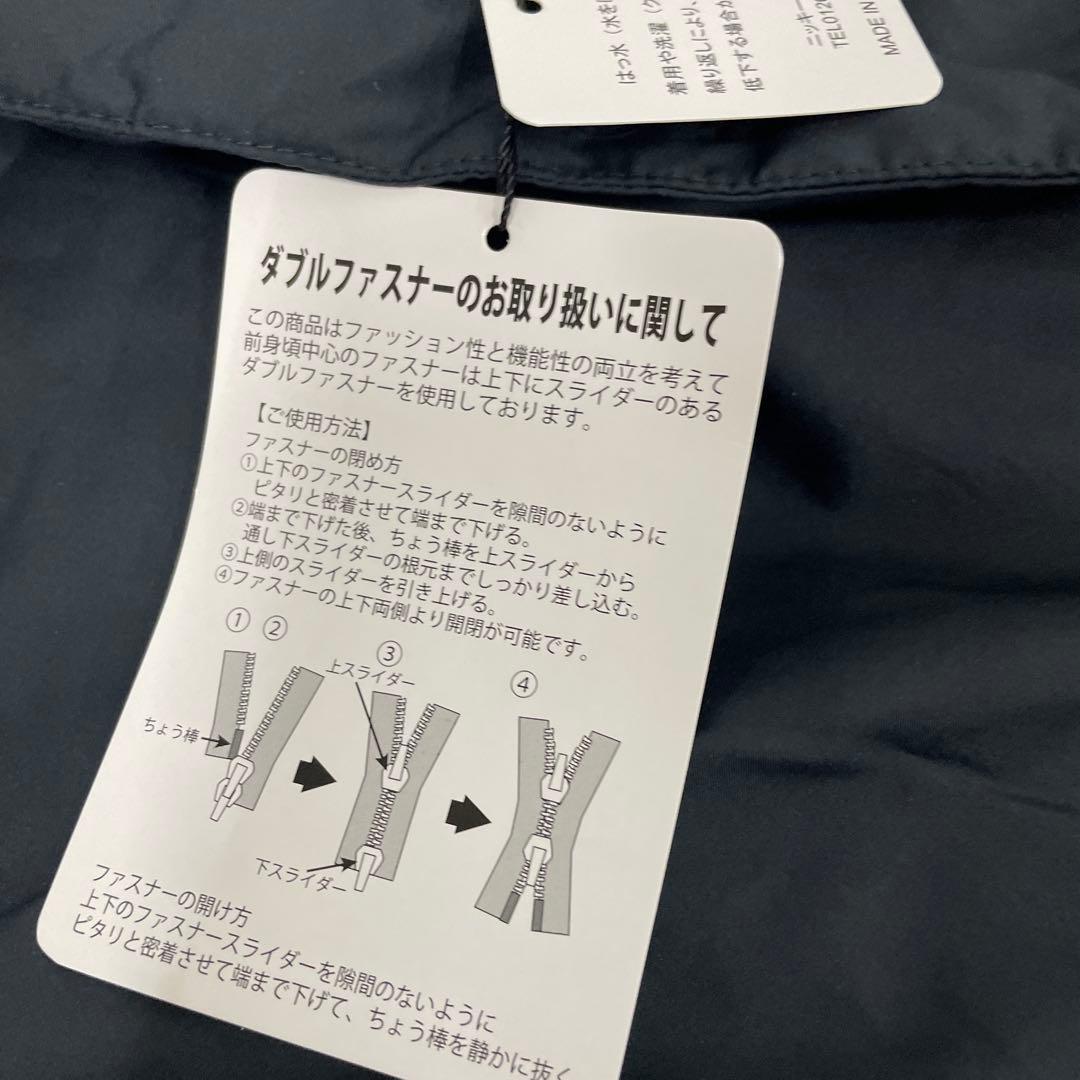 はっ水（水を
着用や洗濯（ク
繰り返しにより、
低下する場合が
ニッキー
TEL012
MADE IN
ダブルファスナーのお取り扱いに関して
この商品はファッション性と機能性の両立を考えて
前身頃中心のファスナーは上下にスライダーのある
ダブルファスナーを使用しております。
【ご使用方法】
ファスナーの閉め方
①上下のファスナースライダーを隙間のないように
ピタリと密着させて端まで下げる。
②端まで下げた後、ちょう棒を上スライダーから
通し下スライダーの根元までしっかり差し込む。
③上側のスライダーを引き上げる。
④ファスナーの上下両側より開閉が可能です。
① ②
③
上スライダー
④
ちょう棒
下スライダー
ファスナーの開け方
上下のファスナースライダーを隙間のないように
ピタリと密着させて端まで下げて、ちょう棒を静かに抜く